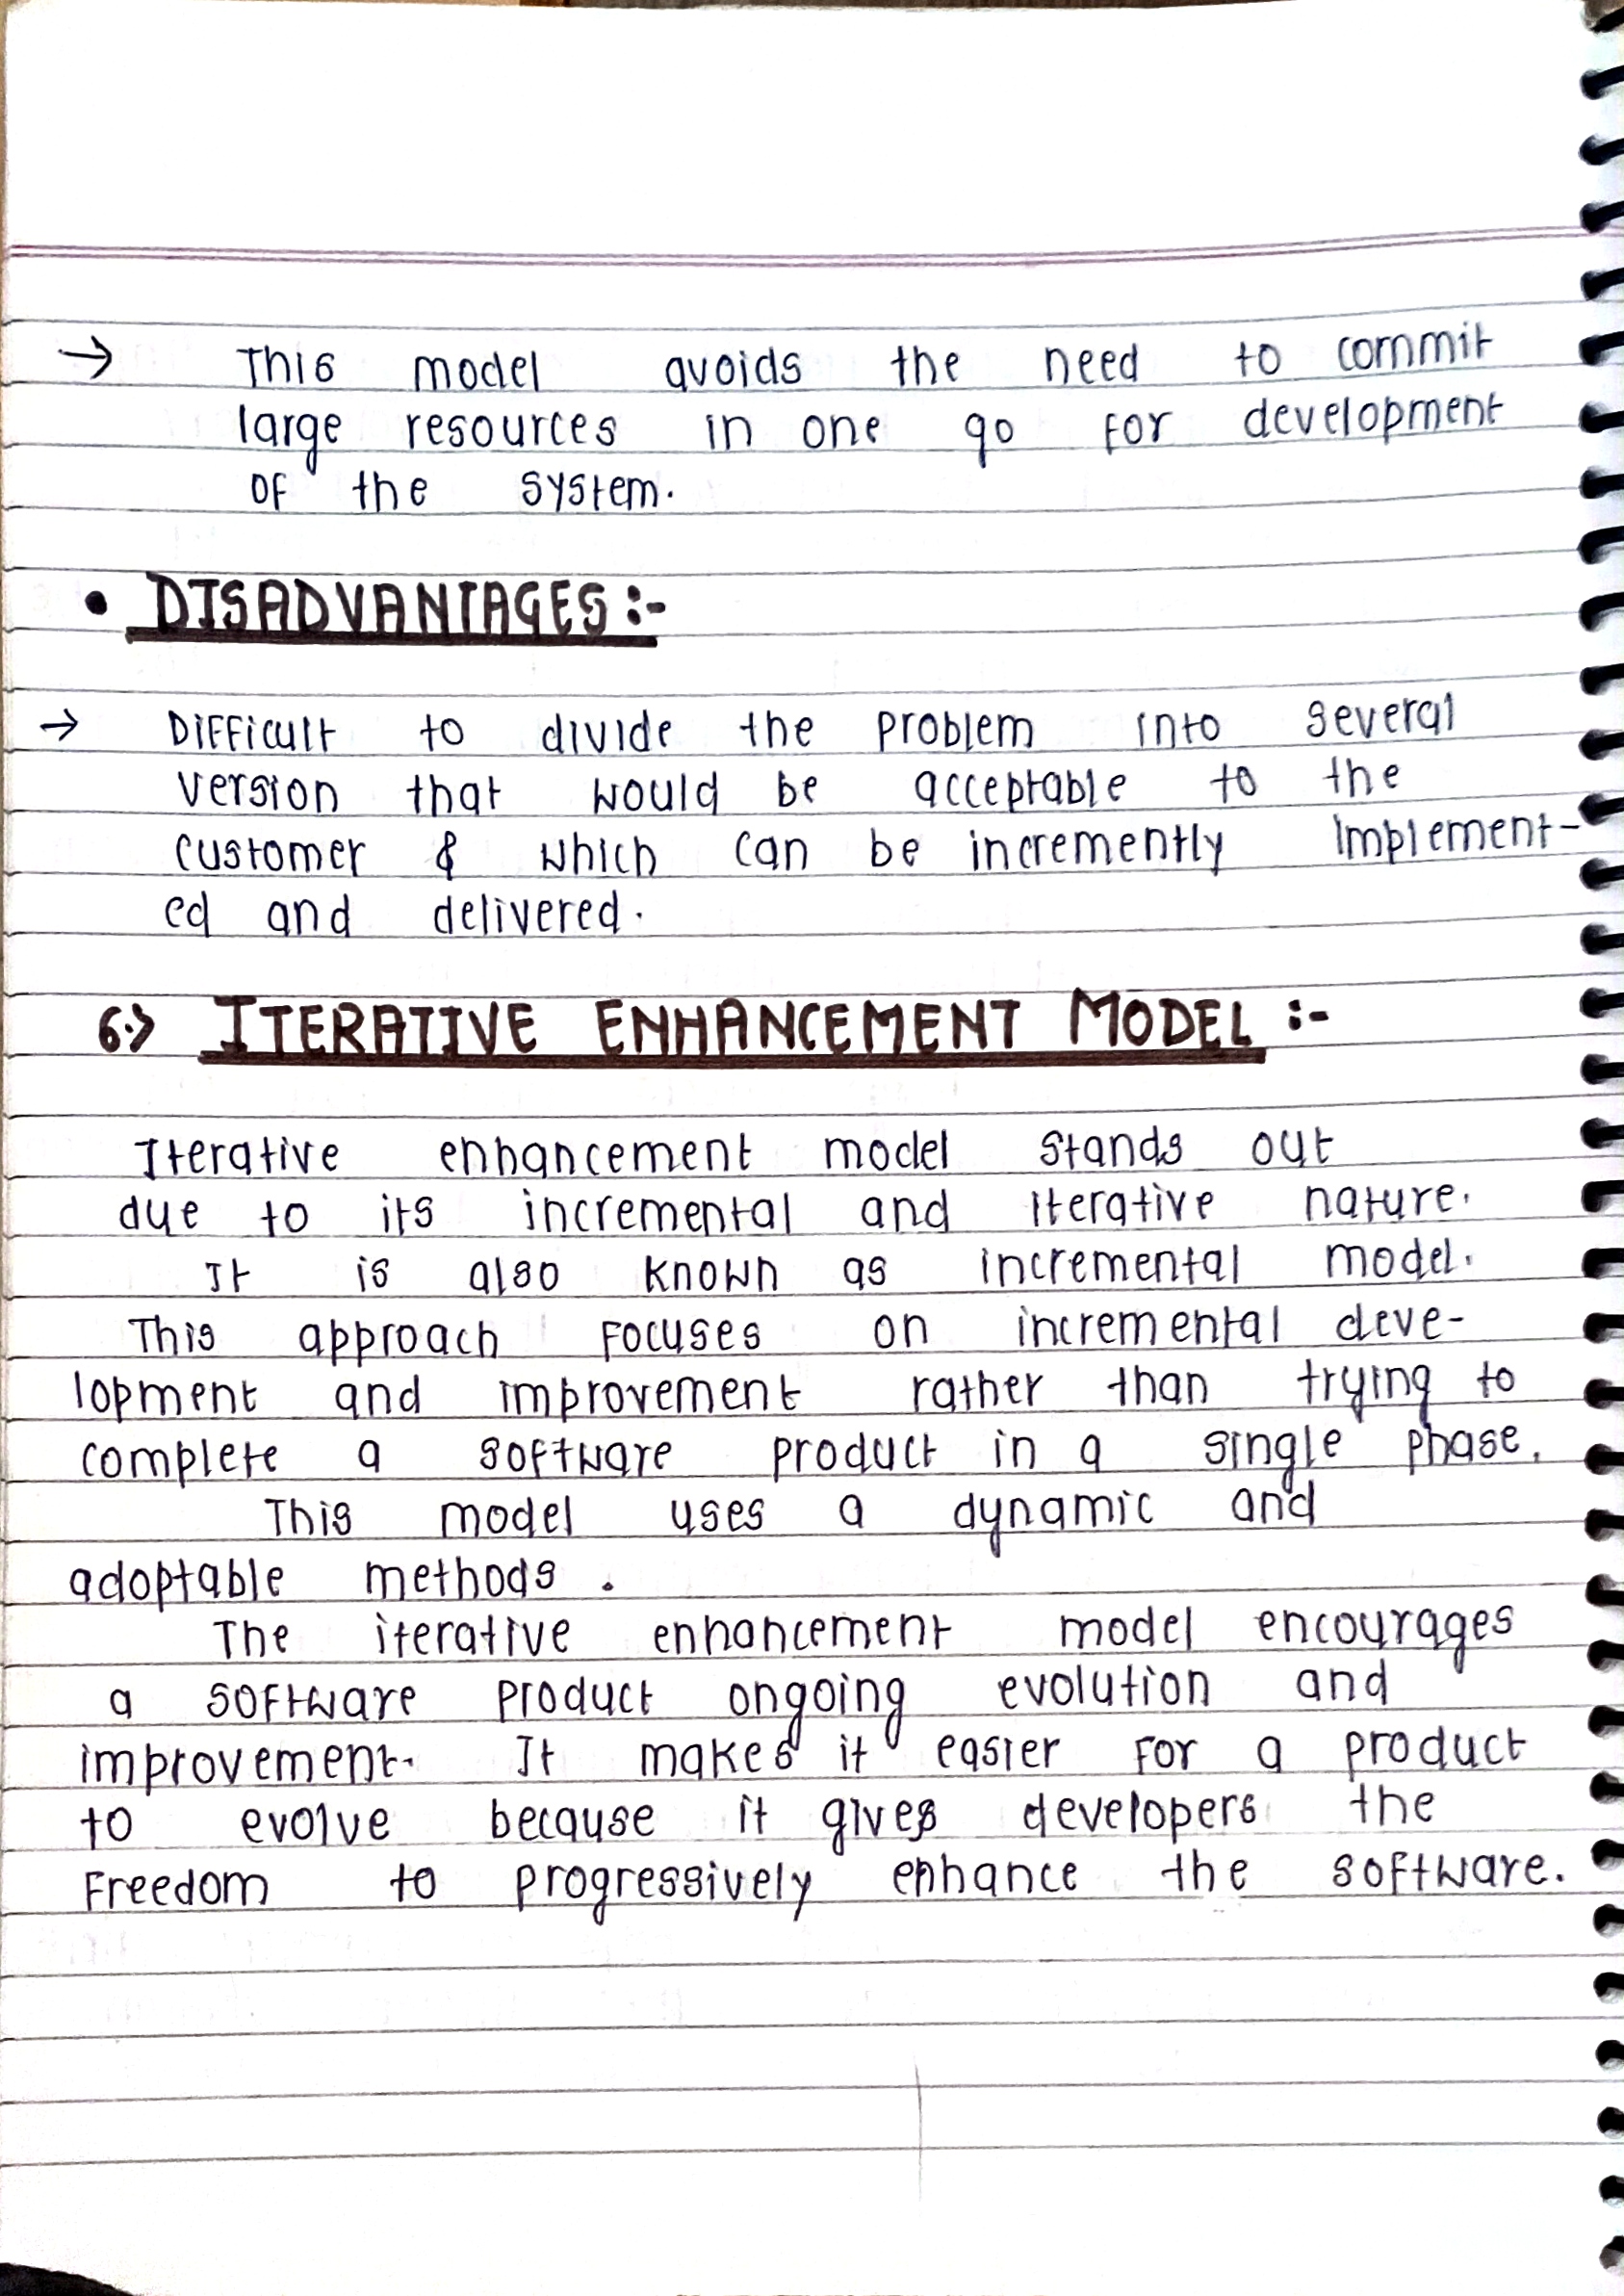 → This model avoids the need to commit
large resources in one go for development
of the system.
• DISADVANTAGES :-
→ Difficult to divide the problem into several
version that would be acceptable to the
customer & which can be incremently implement-
ed and delivered.
6.> ITERATIVE ENHANCEMENT MODEL :-
Iterative enhancement model stands out
due to its incremental and iterative nature.
It is also known as incremental model.
This approach focuses on incremental deve-
lopment and improvement rather than trying to
complete a software product in a single phase.
This model uses a dynamic and
adoptable methods.
The iterative enhancement model encourages
a software product ongoing evolution and
improvement. It makes it easier for a product
to evolve because it gives developers the
freedom to progressively enhance the software.